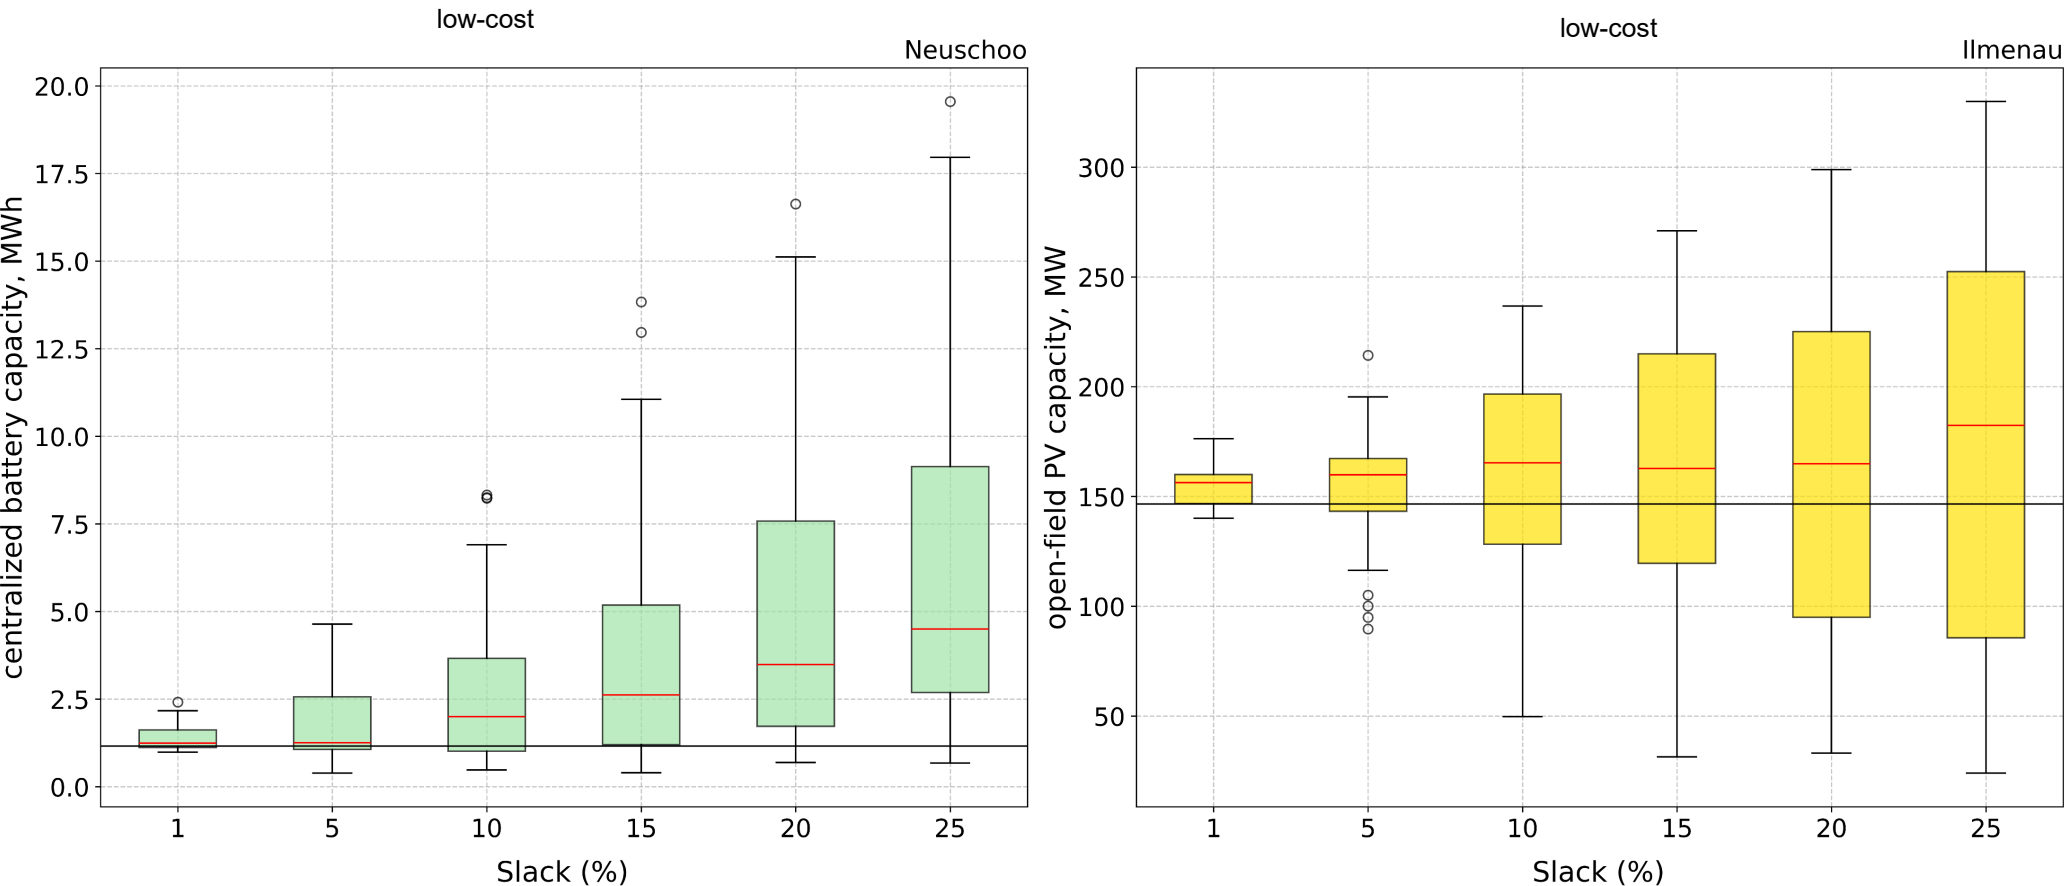 low-cost
Neuschoo
centralized battery capacity, MWh
20.0
17.5
15.0
12.5
10.0
7.5
5.0
2.5
0.0
1 5 10 15 20 25
Slack (%)
low-cost
Ilmenau
open-field PV capacity, MW
300
250
200
150
100
50
1 5 10 15 20 25
Slack (%)